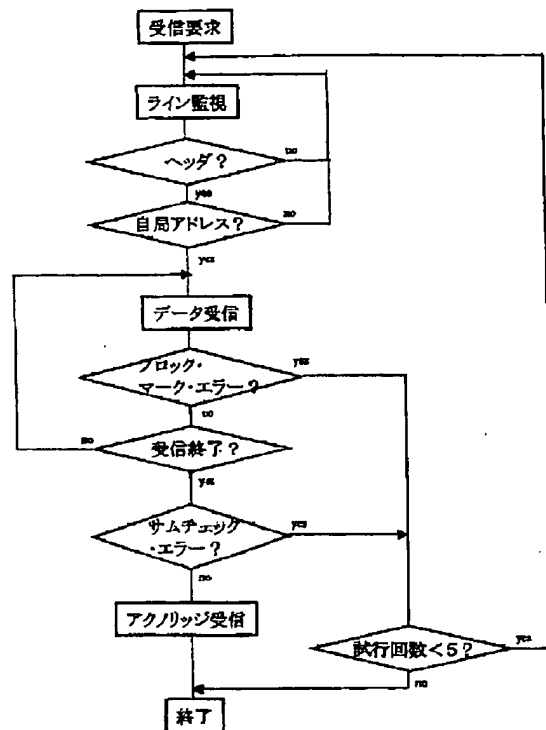 受信要求
ライン監視
ヘッダ？
no
yes
自局アドレス？
no
yes
データ受信
ブロック・
マーク・エラー？
yes
no
受信終了？
no
yes
サムチェック
・エラー？
yes
no
アクノリッジ受信
試行回数＜5？
yes
no
終了